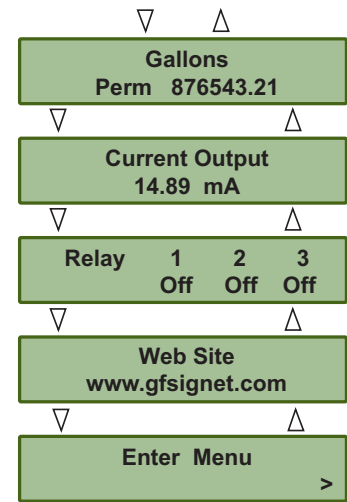 Gallons
Perm 876543.21
Current Output
14.89 mA
Relay 1 2 3
Off Off Off
Web Site
www.gfsignet.com
Enter Menu
>